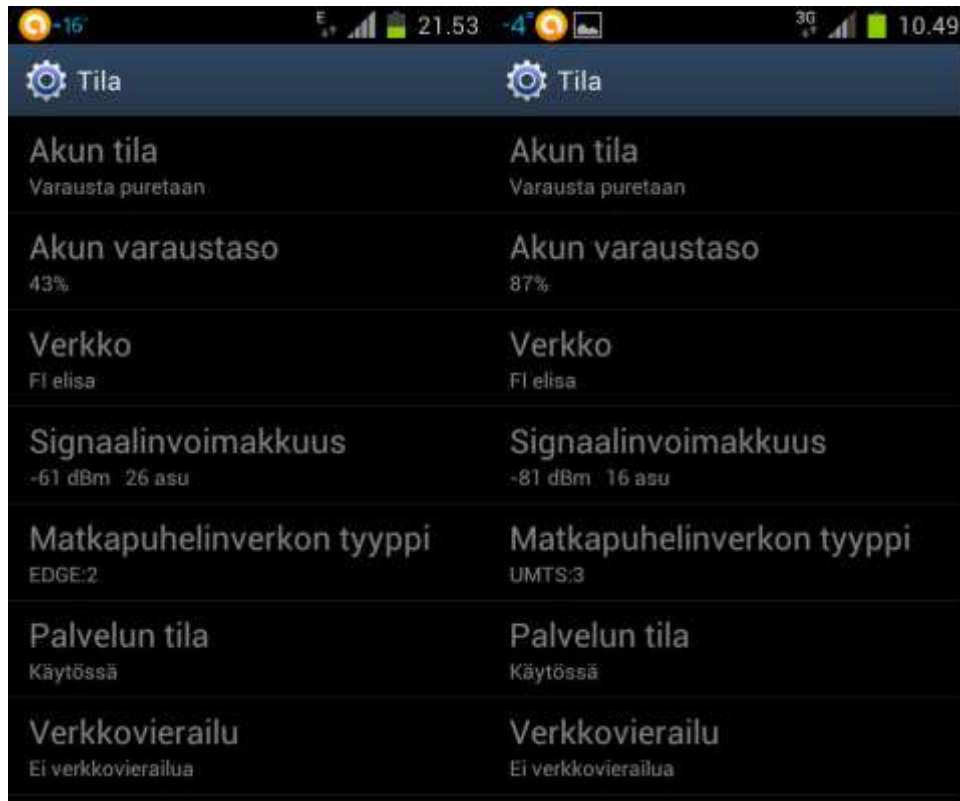 -16°
E
21.53
Tila
Akun tila
Varausta puretaan
Akun varaustaso
43%
Verkko
FI elisa
Signaalinvoimakkuus
-61 dBm 26 asu
Matkapuhelinverkon tyyppi
EDGE:2
Palvelun tila
Käytössä
Verkkovierailu
Ei verkkovierailua
-4°
3G
10.49
Tila
Akun tila
Varausta puretaan
Akun varaustaso
87%
Verkko
FI elisa
Signaalinvoimakkuus
-81 dBm 16 asu
Matkapuhelinverkon tyyppi
UMTS:3
Palvelun tila
Käytössä
Verkkovierailu
Ei verkkovierailua